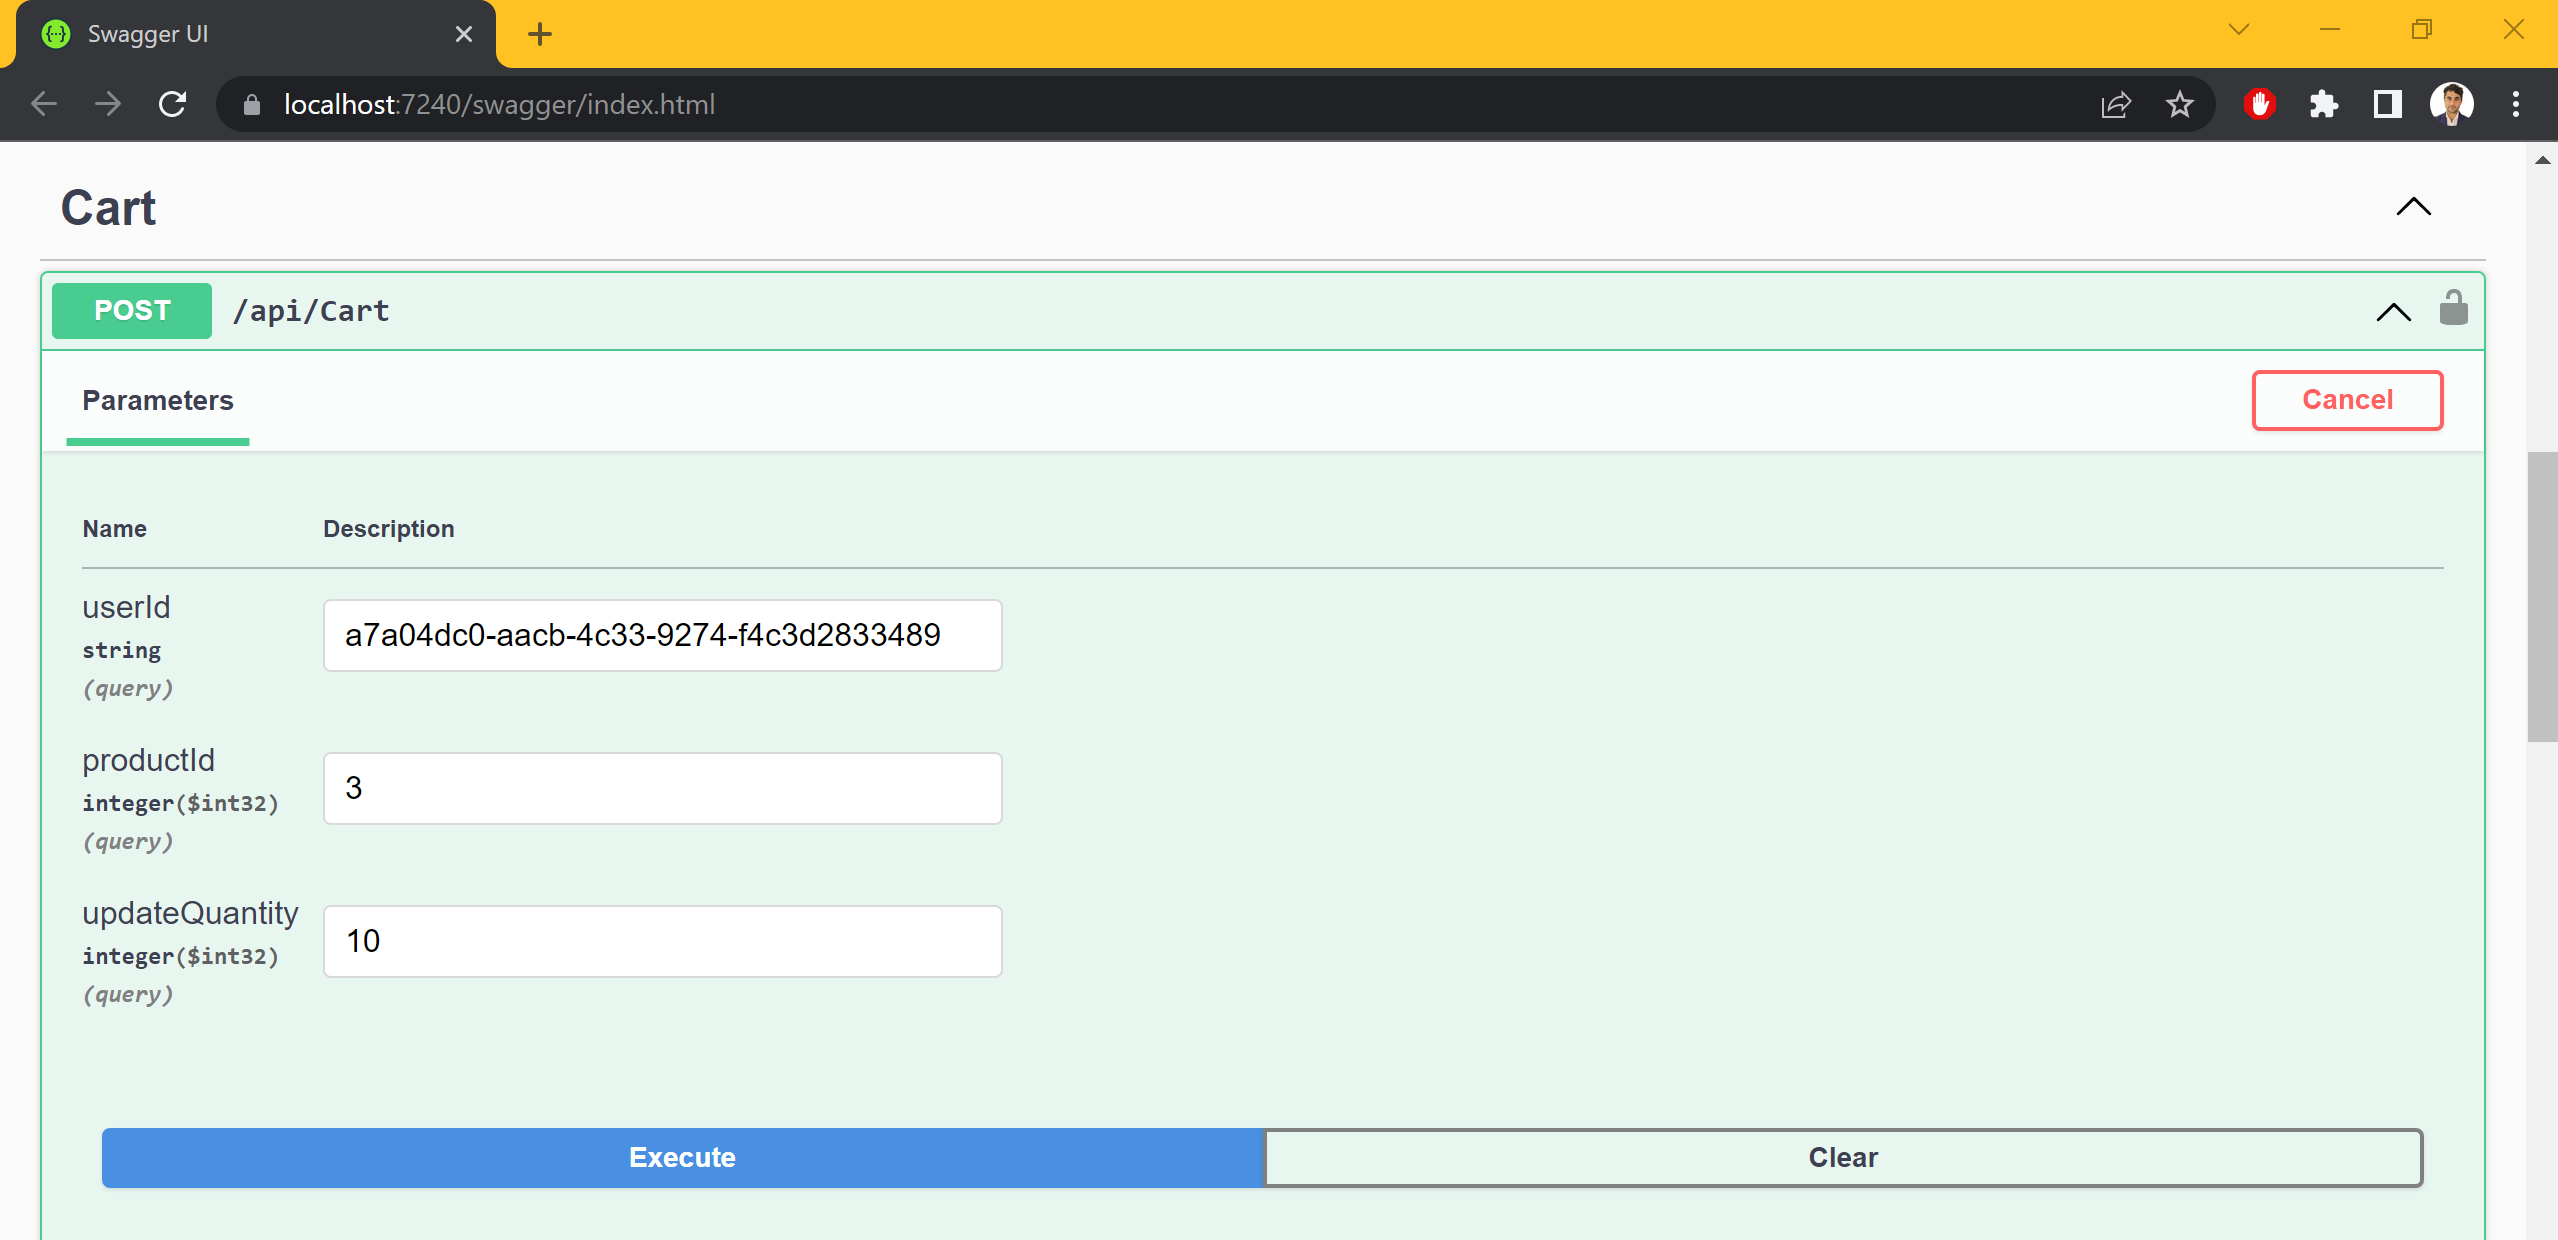 Swagger UI
localhost:7240/swagger/index.html
Cart
POST /api/Cart
Parameters
Cancel
Name Description
userId
string
(query)
a7a04dc0-aacb-4c33-9274-f4c3d2833489
productId
integer($int32)
(query)
3
updateQuantity
integer($int32)
(query)
10
Execute
Clear